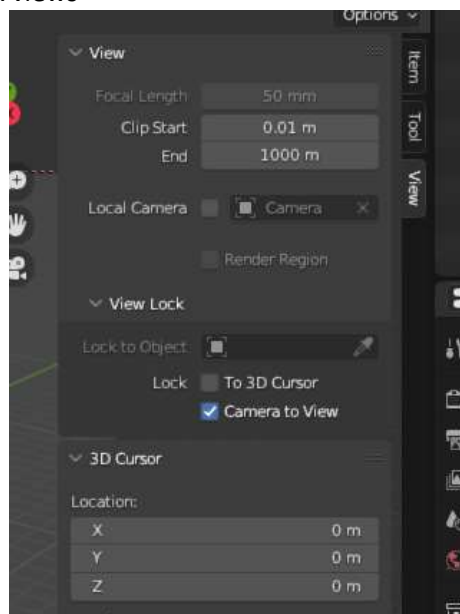 Options
View
Item
Focal Length 50 mm
Clip Start 0.01 m
Tool
End 1000 m
View
Local Camera Camera
Render Region
View Lock
Lock to Object
Lock To 3D Cursor
Camera to View
3D Cursor
Location:
X 0 m
Y 0 m
Z 0 m